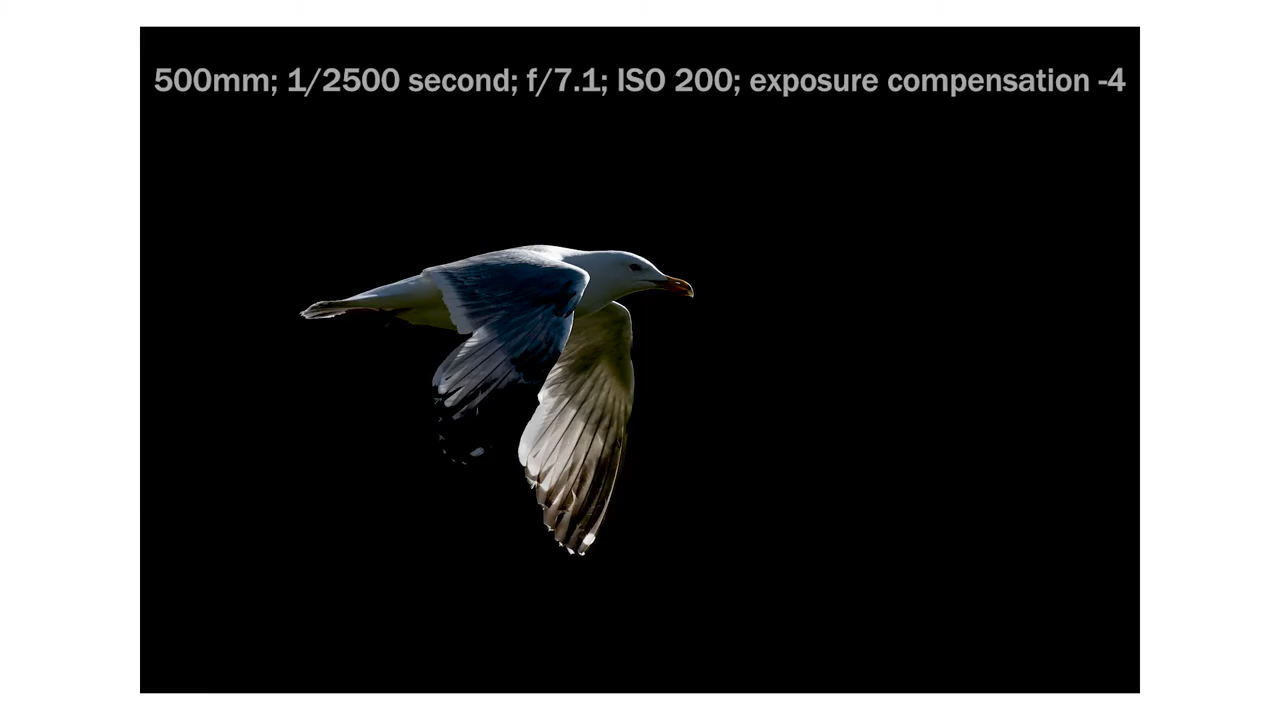 500mm; 1/2500 second; f/7.1; ISO 200; exposure compensation -4